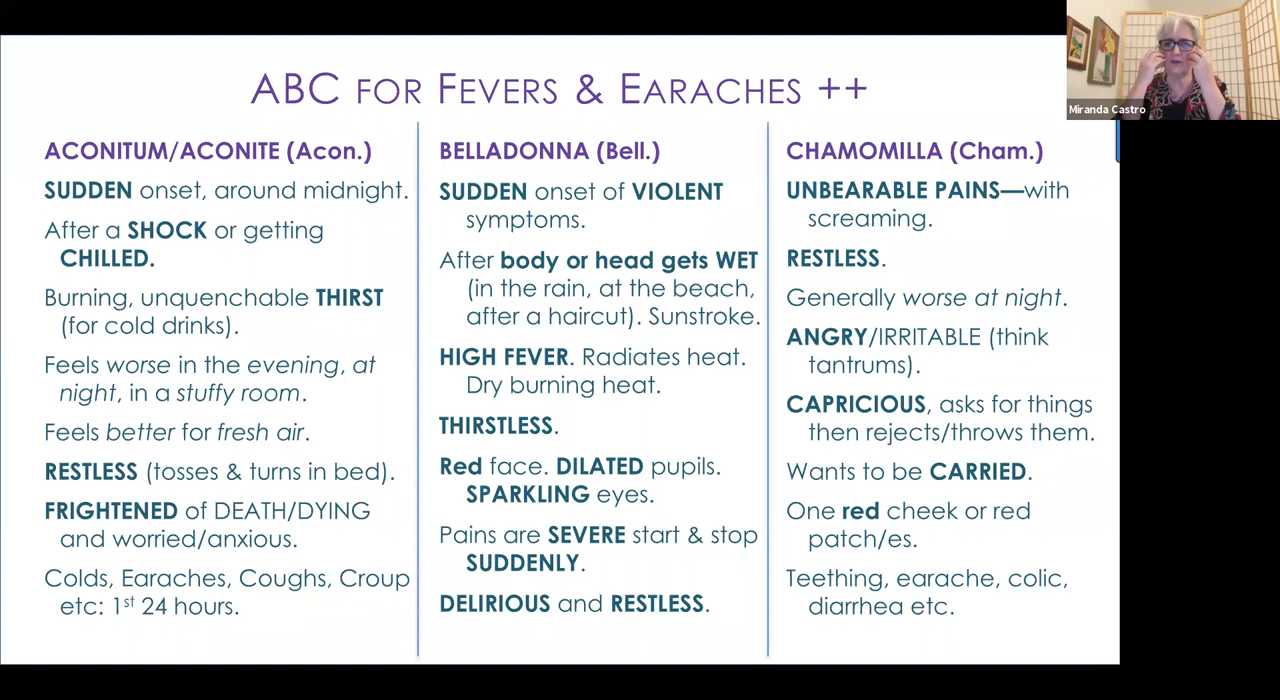 ABC for Fevers & Earaches ++
Miranda Castro
ACONITUM/ACONITE (Acon.)
SUDDEN onset, around midnight.
After a SHOCK or getting
CHILLED.
Burning, unquenchable THIRST
(for cold drinks).
Feels worse in the evening, at
night, in a stuffy room.
Feels better for fresh air.
RESTLESS (tosses & turns in bed).
FRIGHTENED of DEATH/DYING
and worried/anxious.
Colds, Earaches, Coughs, Croup
etc: 1st 24 hours.
BELLADONNA (Bell.)
SUDDEN onset of VIOLENT
symptoms.
After body or head gets WET
(in the rain, at the beach,
after a haircut). Sunstroke.
HIGH FEVER. Radiates heat.
Dry burning heat.
THIRSTLESS.
Red face. DILATED pupils.
SPARKLING eyes.
Pains are SEVERE start & stop
SUDDENLY.
DELIRIOUS and RESTLESS.
CHAMOMILLA (Cham.)
UNBEARABLE PAINS—with
screaming.
RESTLESS.
Generally worse at night.
ANGRY/IRRITABLE (think
tantrums).
CAPRICIOUS, asks for things
then rejects/throws them.
Wants to be CARRIED.
One red cheek or red
patch/es.
Teething, earache, colic,
diarrhea etc.